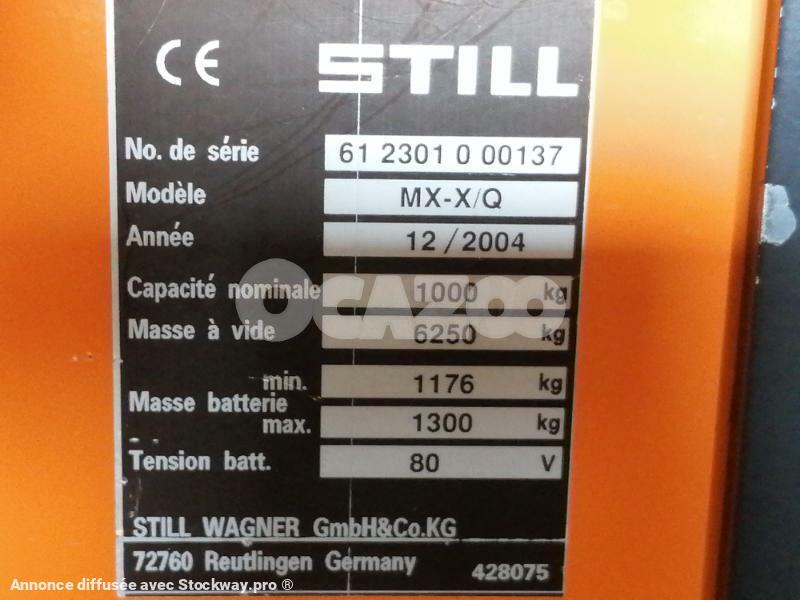 CE STILL
No. de série 61 2301 0 00137
Modèle MX-X/Q
Année 12/2004
Capacité nominale 1000 kg
OCAZOO
Masse à vide 6250 kg
min. 1176 kg
Masse batterie
max. 1300 kg
Tension batt. 80 V
STILL WAGNER GmbH&Co.KG
72760 Reutlingen Germany 428075
Annonce diffusée avec Stockway.pro ®